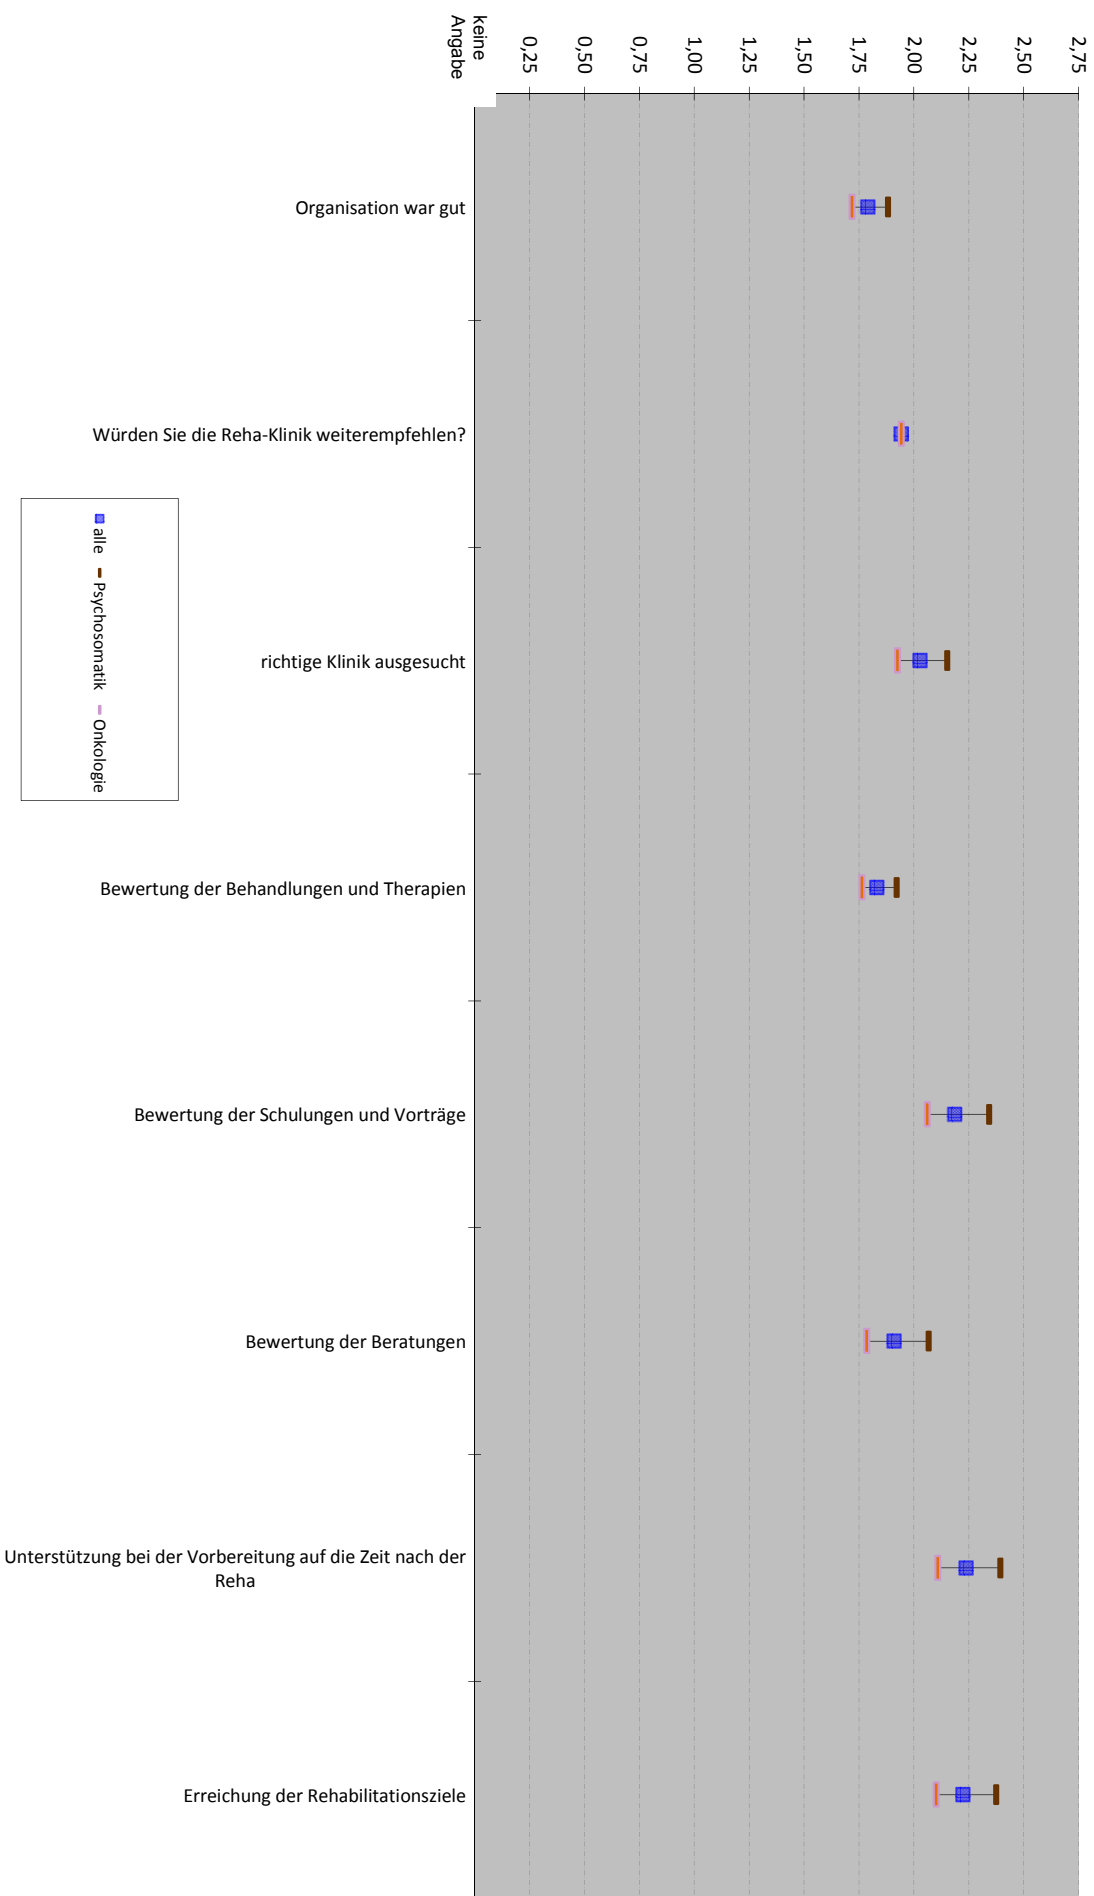 keine
Angabe
0,25
0,50
0,75
1,00
1,25
1,50
1,75
2,00
2,25
2,50
2,75
Organisation war gut
Würden Sie die Reha-Klinik weiterempfehlen?
richtige Klinik ausgesucht
Bewertung der Behandlungen und Therapien
Bewertung der Schulungen und Vorträge
Bewertung der Beratungen
Unterstützung bei der Vorbereitung auf die Zeit nach der
Reha
Erreichung der Rehabilitationsziele
alle Psychosomatik Onkologie